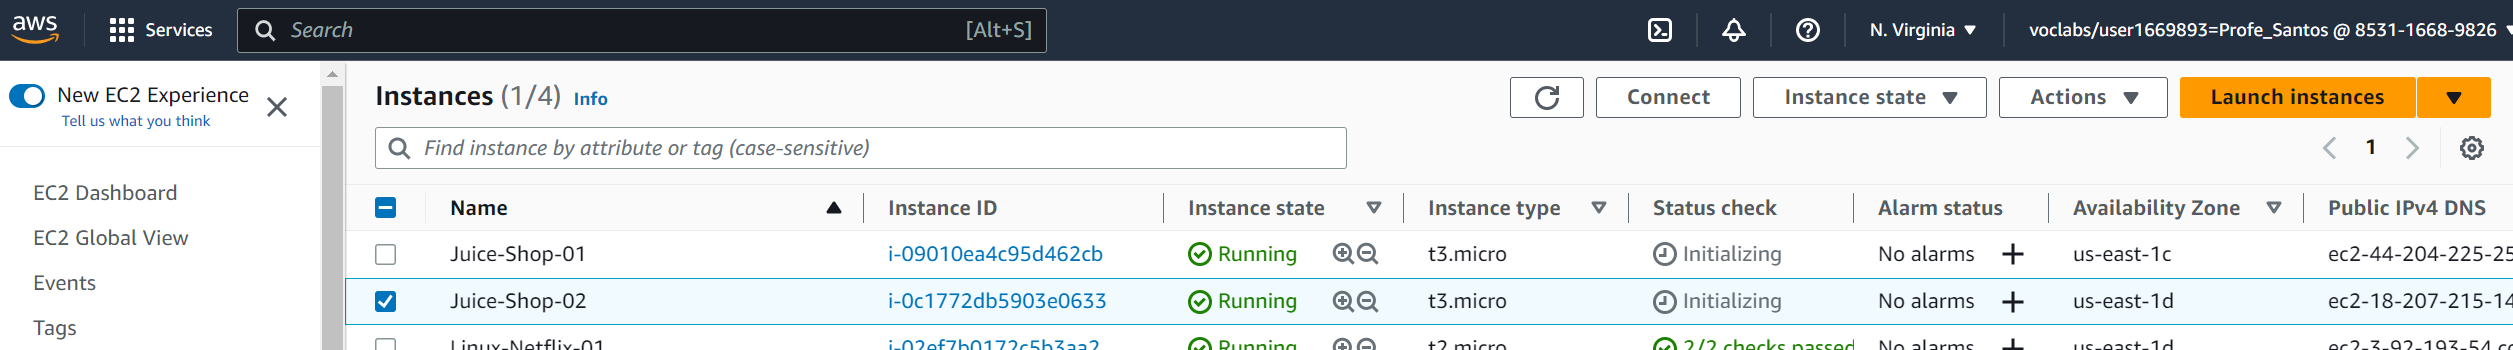 aws
Services
Search [Alt+S]
N. Virginia
voclabs/user1669893=Profe_Santos @ 8531-1668-9826
New EC2 Experience
Tell us what you think
EC2 Dashboard
EC2 Global View
Events
Tags
Instances (1/4) Info
Connect
Instance state
Actions
Launch instances
Find instance by attribute or tag (case-sensitive)
1
Name Instance ID Instance state Instance type Status check Alarm status Availability Zone Public IPv4 DNS
Juice-Shop-01 i-09010ea4c95d462cb Running t3.micro Initializing No alarms us-east-1c ec2-44-204-225-25
Juice-Shop-02 i-0c1772db5903e0633 Running t3.micro Initializing No alarms us-east-1d ec2-18-207-215-14
Linux-Netflix-01 i-02ef7b0172c5b3aa2 Running t2.micro 2/2 checks passed No alarms us-east-1d ec2-3-92-193-54.co